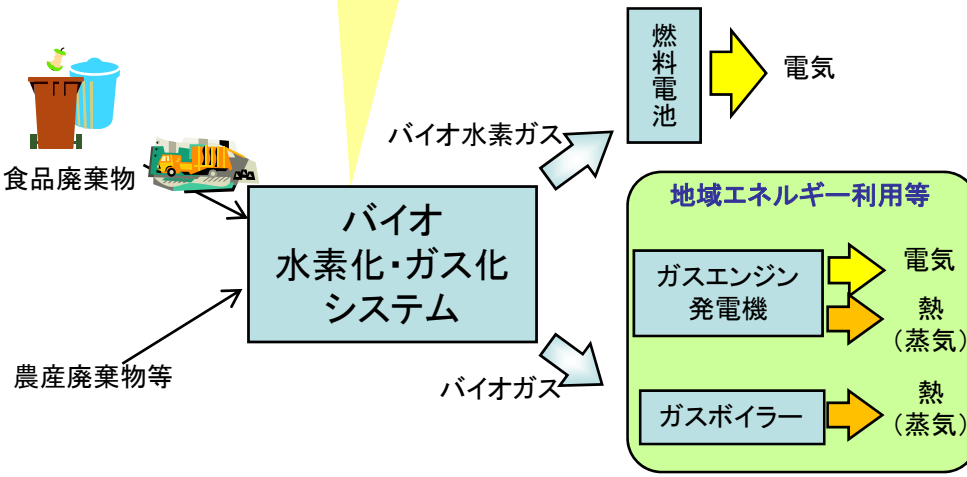 燃料電池
電気
バイオ水素ガス
食品廃棄物
バイオ
水素化・ガス化
システム
農産廃棄物等
バイオガス
地域エネルギー利用等
ガスエンジン
発電機
電気
熱
（蒸気）
ガスボイラー
熱
（蒸気）